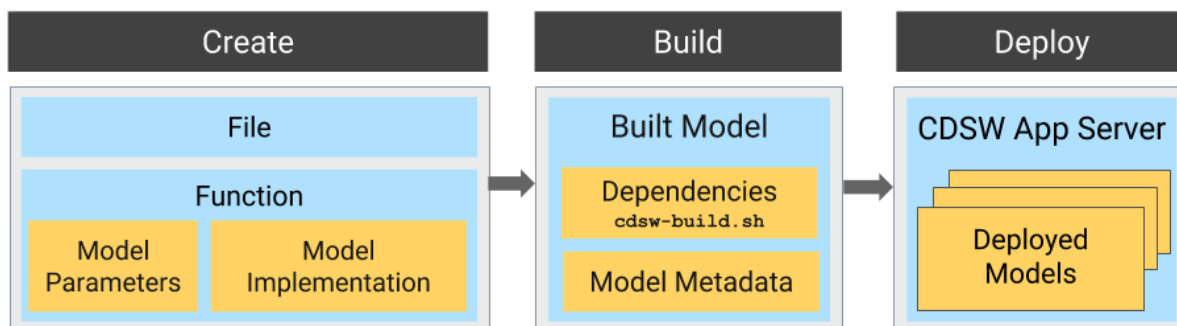 Create
File
Function
Model
Parameters
Model
Implementation
Build
Built Model
Dependencies
cdsw-build.sh
Model Metadata
Deploy
CDSW App Server
Deployed
Models